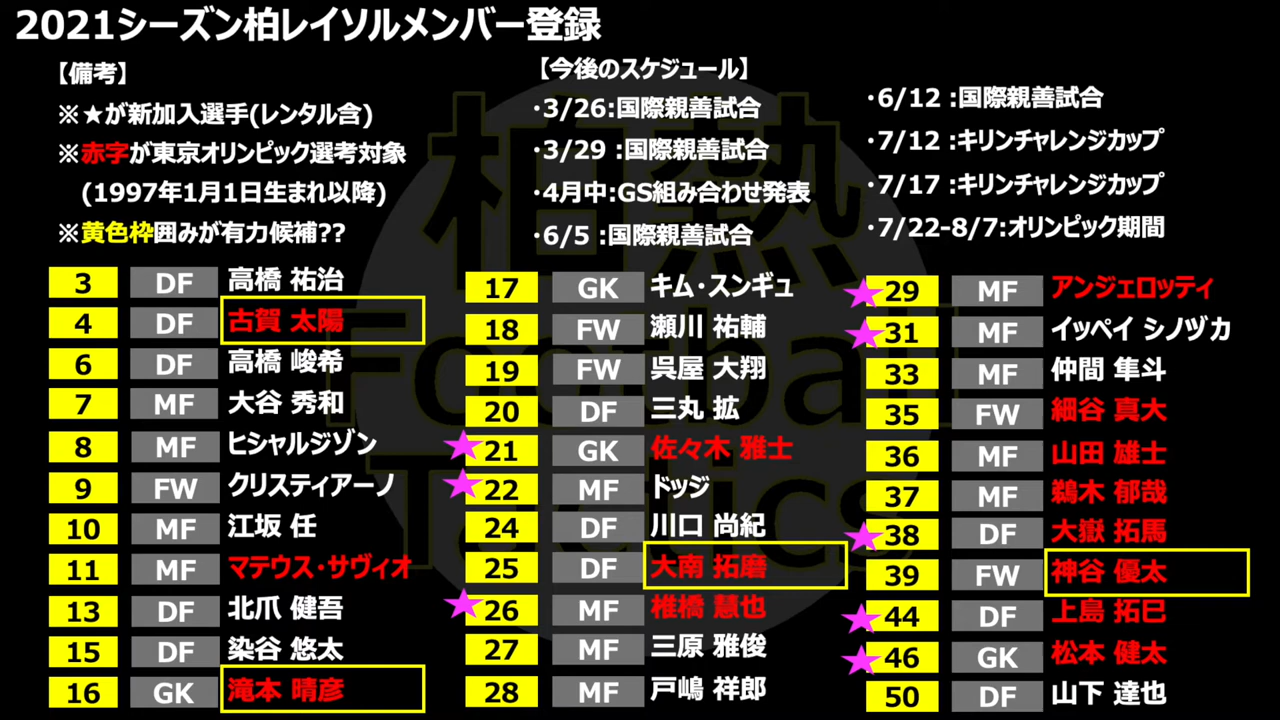 2021シーズン柏レイソルメンバー登録
【備考】
※★が新加入選手(レンタル含)
※赤字が東京オリンピック選考対象
(1997年1月1日生まれ以降)
※黄色枠囲みが有力候補??
【今後のスケジュール】
・3/26:国際親善試合
・3/29 :国際親善試合
・4月中:GS組み合わせ発表
・6/5 :国際親善試合
・6/12 :国際親善試合
・7/12 :キリンチャレンジカップ
・7/17 :キリンチャレンジカップ
・7/22-8/7:オリンピック期間
3 DF 高橋 祐治
4 DF 古賀 太陽
6 DF 高橋 峻希
7 MF 大谷 秀和
8 MF ヒシャルジソン
9 FW クリスティアーノ
10 MF 江坂 任
11 MF マテウス・サヴィオ
13 DF 北爪 健吾
15 DF 染谷 悠太
16 GK 滝本 晴彦
17 GK キム・スンギュ
18 FW 瀬川 祐輔
19 FW 呉屋 大翔
20 DF 三丸 拡
★21 GK 佐々木 雅士
★22 MF ドッジ
24 DF 川口 尚紀
25 DF 大南 拓磨
★26 MF 椎橋 慧也
27 MF 三原 雅俊
28 MF 戸嶋 祥郎
★29 MF アンジェロッティ
★31 MF イッペイ シノヅカ
33 MF 仲間 隼斗
35 FW 細谷 真大
36 MF 山田 雄士
37 MF 鵜木 郁哉
★38 DF 大嶽 拓馬
39 FW 神谷 優太
★44 DF 上島 拓巳
★46 GK 松本 健太
50 DF 山下 達也
柏熱
Football
Tactics